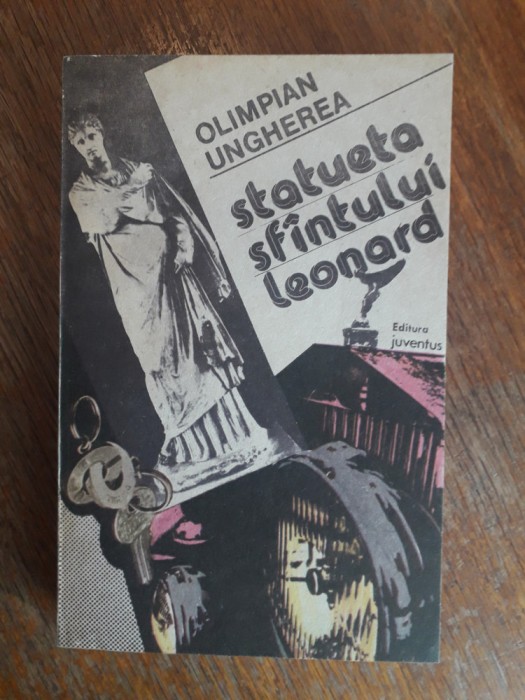 OLIMPIAN
UNGHEREA
statueta
sfîntului
leonard
Editura
juventus